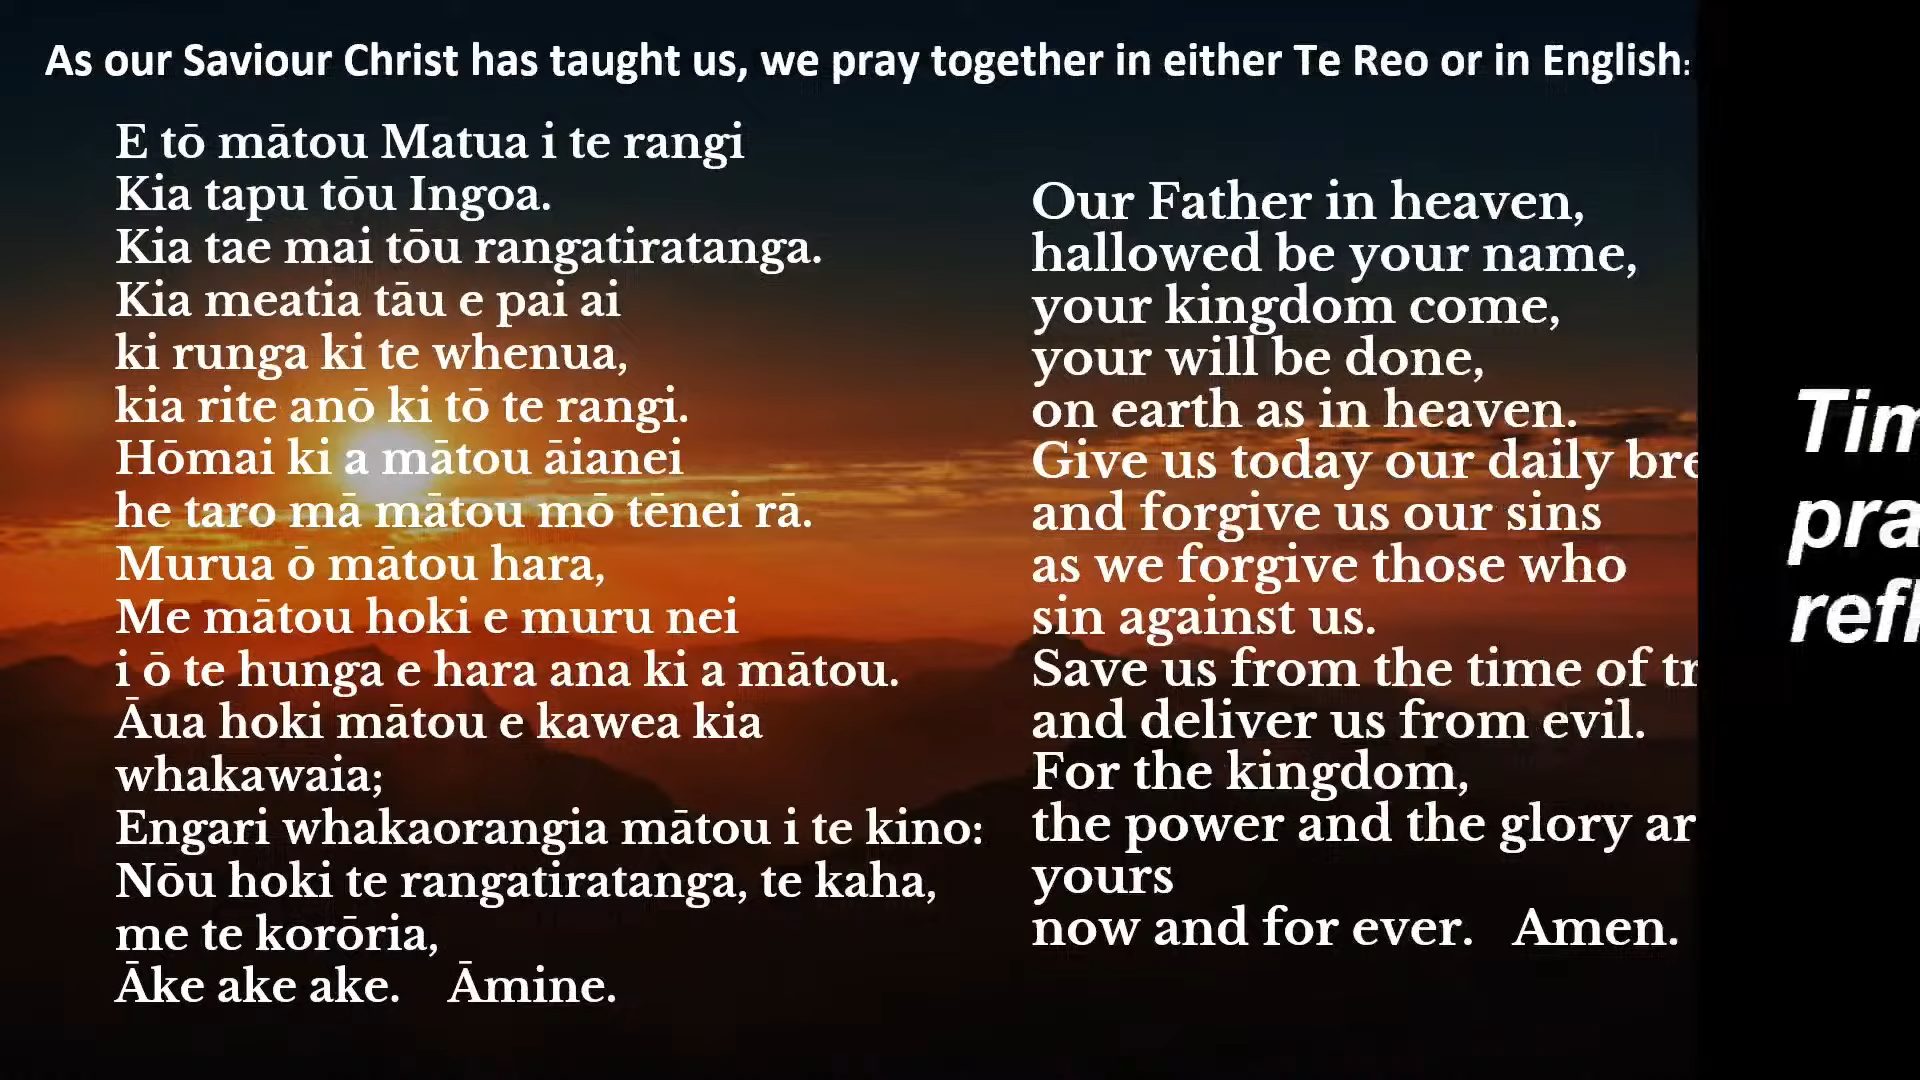 As our Saviour Christ has taught us, we pray together in either Te Reo or in English:
E tō mātou Matua i te rangi
Kia tapu tōu Ingoa.
Kia tae mai tōu rangatiratanga.
Kia meatia tāu e pai ai
ki runga ki te whenua,
kia rite anō ki tō te rangi.
Hōmai ki a mātou āianei
he taro mā mātou mō tēnei rā.
Murua ō mātou hara,
Me mātou hoki e muru nei
i ō te hunga e hara ana ki a mātou.
Āua hoki mātou e kawea kia
whakawaia;
Engari whakaorangia mātou i te kino:
Nōu hoki te rangatiratanga, te kaha,
me te korōria,
Āke ake ake. Āmine.
Our Father in heaven,
hallowed be your name,
your kingdom come,
your will be done,
on earth as in heaven.
Give us today our daily
and forgive us our sins
as we forgive those who
sin against us.
Save us from the time of
and deliver us from evil.
For the kingdom,
the power and the glory
yours
now and for ever. Amen.